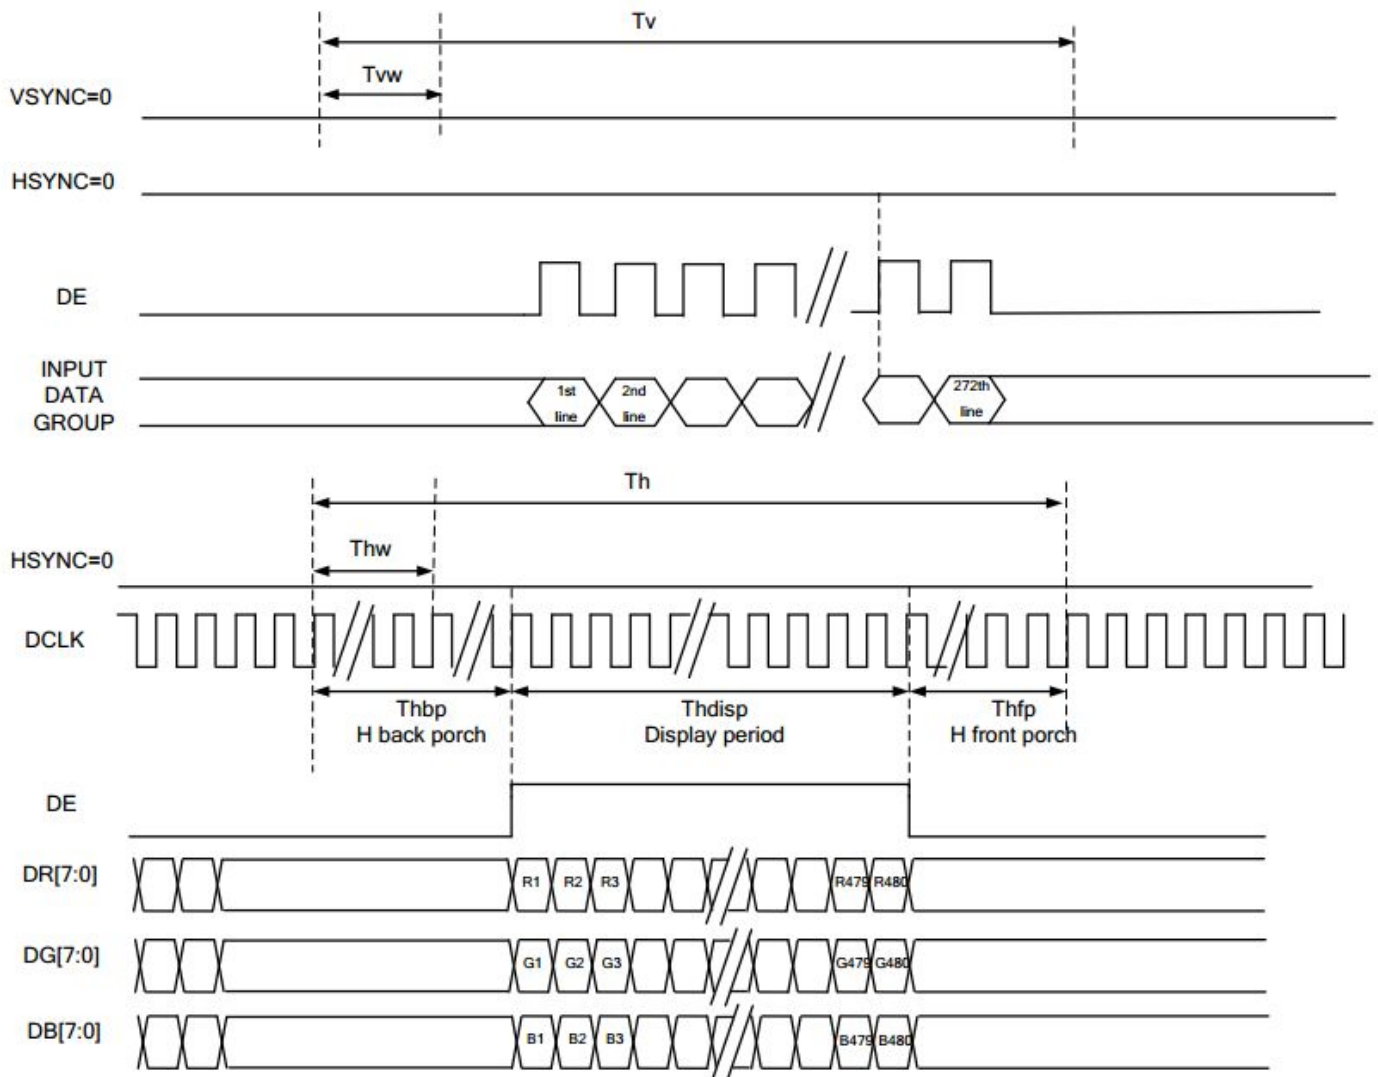 Tv
Tvw
VSYNC=0
HSYNC=0
DE
INPUT
DATA
GROUP
1st
line
2nd
line
272th
line
Th
Thw
HSYNC=0
DCLK
Thbp
H back porch
Thdisp
Display period
Thfp
H front porch
DE
DR[7:0]
R1 R2 R3 R479 R480
DG[7:0]
G1 G2 G3 G479 G480
DB[7:0]
B1 B2 B3 B479 B480